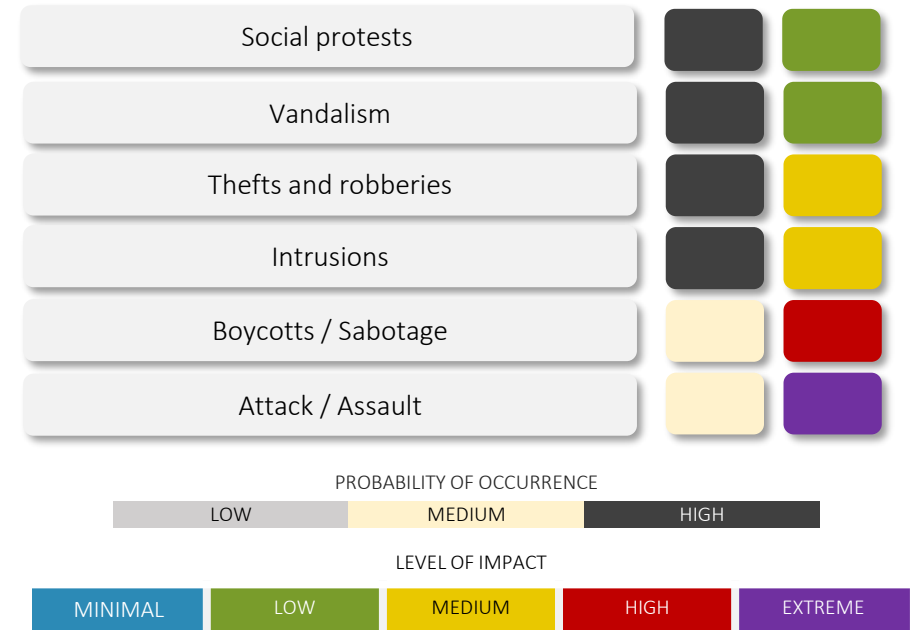 Social protests
Vandalism
Thefts and robberies
Intrusions
Boycotts / Sabotage
Attack / Assault
PROBABILITY OF OCCURRENCE
LOW MEDIUM HIGH
LEVEL OF IMPACT
MINIMAL LOW MEDIUM HIGH EXTREME